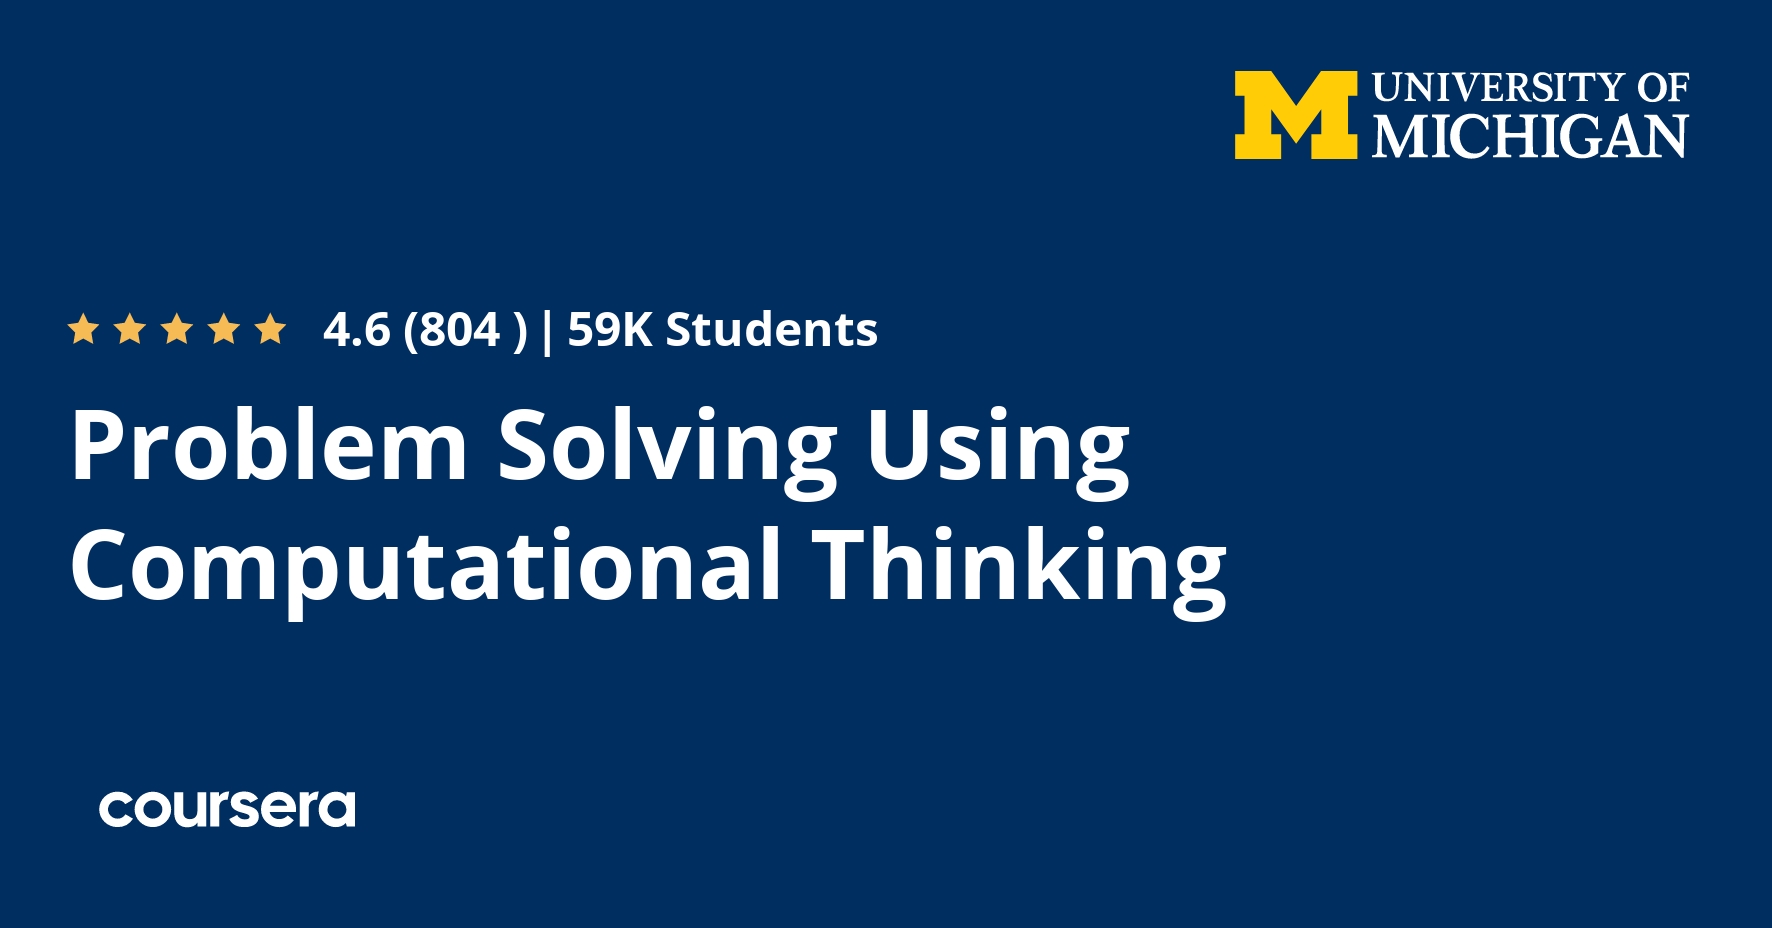 M UNIVERSITY OF
MICHIGAN
4.6 (804 ) | 59K Students
Problem Solving Using
Computational Thinking
coursera